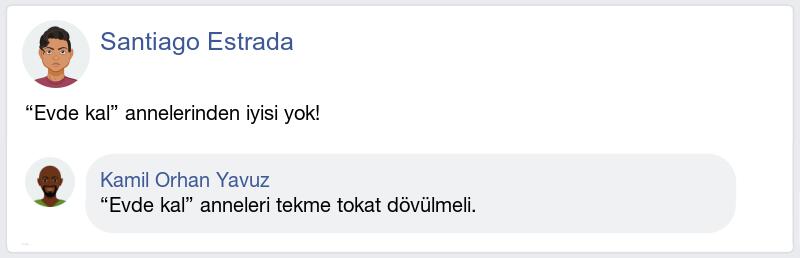 Santiago Estrada
“Evde kal” annelerinden iyisi yok!
Kamil Orhan Yavuz
“Evde kal” anneleri tekme tokat dövülmeli.